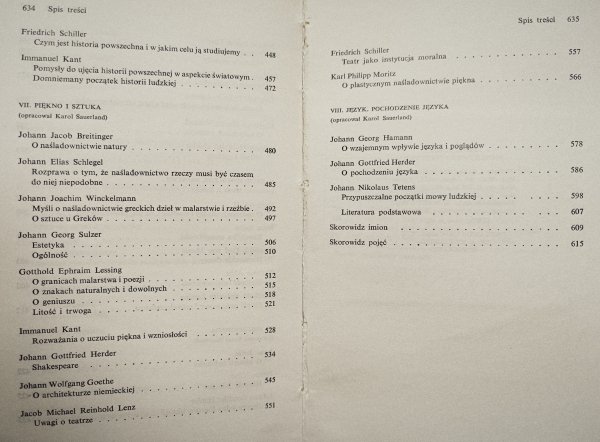 634 Spis treści
Friedrich Schiller
Czym jest historia powszechna i w jakim celu ją studiujemy . . 448
Immanuel Kant
Pomysły do ujęcia historii powszechnej w aspekcie światowym . 457
Domniemany początek historii ludzkiej . . . . . . . . 472
VII. PIĘKNO I SZTUKA
(opracował Karol Sauerland)
Johann Jacob Breitinger
O naśladownictwie natury . . . . . . . . . . 480
Johann Elias Schlegel
Rozprawa o tym, że naśladownictwo rzeczy musi być czasem
do niej niepodobne . . . . . . . . . . . 485
Johann Joachim Winckelmann
Myśli o naśladownictwie greckich dzieł w malarstwie i rzeźbie . 492
O sztuce u Greków . . . . . . . . . . . 497
Johann Georg Sulzer
Estetyka . . . . . . . . . . . . . 506
Ogólność . . . . . . . . . . . . . 510
Gotthold Ephraim Lessing
O granicach malarstwa i poezji . . . . . . . . . 512
O znakach naturalnych i dowolnych . . . . . . . . 515
O geniuszu . . . . . . . . . . . . . 518
Litość i trwoga . . . . . . . . . . . . 521
Immanuel Kant
Rozważania o uczuciu piękna i wzniosłości . . . . . . 528
Johann Gottfried Herder
Shakespeare . . . . . . . . . . . . 534
Johann Wolfgang Goethe
O architekturze niemieckiej . . . . . . . . . . 545
Jacob Michael Reinhold Lenz
Uwagi o teatrze . . . . . . . . . . . . 551
Spis treści 635
Friedrich Schiller
Teatr jako instytucja moralna . . . . . . . . . 557
Karl Philipp Moritz
O plastycznym naśladownictwie piękna . . . . . . . 566
VIII. JĘZYK. POCHODZENIE JĘZYKA
(opracował Karol Sauerland)
Johann Georg Hamann
O wzajemnym wpływie języka i poglądów . . . . . . . 578
Johann Gottfried Herder
O pochodzeniu języka . . . . . . . . . . . 586
Johann Nikolaus Tetens
Przypuszczalne początki mowy ludzkiej . . . . . . . 598
Literatura podstawowa . . . . . . . . . . . 607
Skorowidz imion . . . . . . . . . . . . 609
Skorowidz pojęć . . . . . . . . . . . . 615